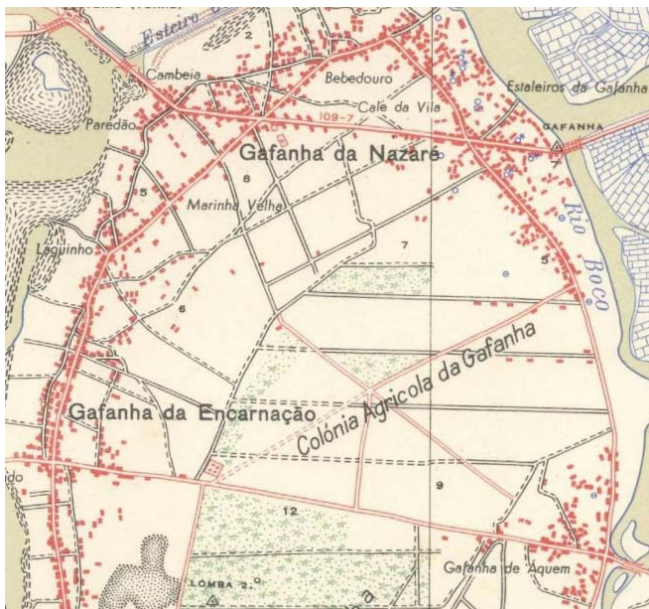 Esteiro
2
Cambeia
Bebedouro
Estaleiros da Gafanha
Cale da Vila
Paredão
109-7
GAFANHA
7
Gafanha da Nazaré
5
8
Marinha Velha
Rio Boco
Laguinho
7
5
6
Colónia Agrícola da Gafanha
Gafanha da Encarnação
9
12
Gafanha de Aquem
LOMBA 2.º